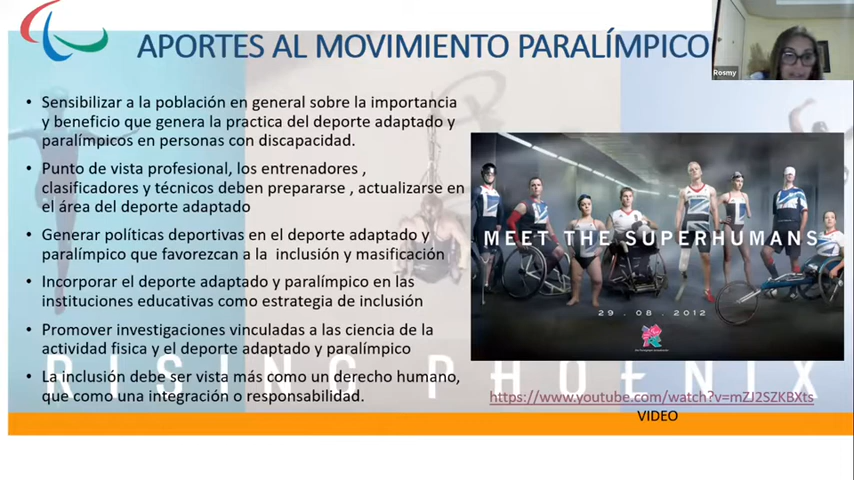 APORTES AL MOVIMIENTO PARALÍMPICO
Rosmy
• Sensibilizar a la población en general sobre la importancia
y beneficio que genera la practica del deporte adaptado y
paralímpicos en personas con discapacidad.
• Punto de vista profesional, los entrenadores ,
clasificadores y técnicos deben prepararse , actualizarse en
el área del deporte adaptado
• Generar políticas deportivas en el deporte adaptado y
paralímpico que favorezcan a la inclusión y masificación
• Incorporar el deporte adaptado y paralímpico en las
instituciones educativas como estrategia de inclusión
• Promover investigaciones vinculadas a las ciencia de la
actividad fisica y el deporte adaptado y paralímpico
• La inclusión debe ser vista más como un derecho humano,
que como una integración o responsabilidad.
MEET THE SUPERHUMANS
29.08.2012
RISING PHOENIX
https://www.youtube.com/watch?v=mZJ2SZKBXts
VIDEO